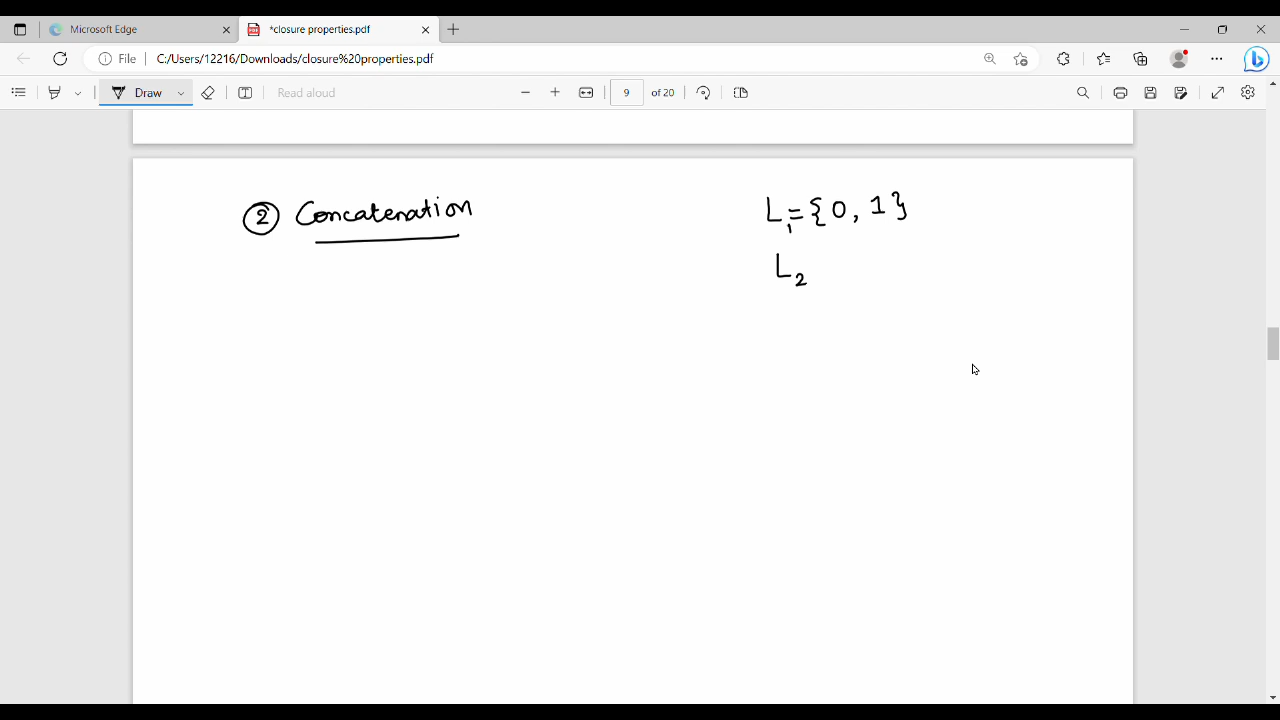 Microsoft Edge
*closure properties.pdf
File
C:/Users/12216/Downloads/closure%20properties.pdf
Draw
Read aloud
9 of 20
② Concatenation
L₁ = {0, 1}
L₂